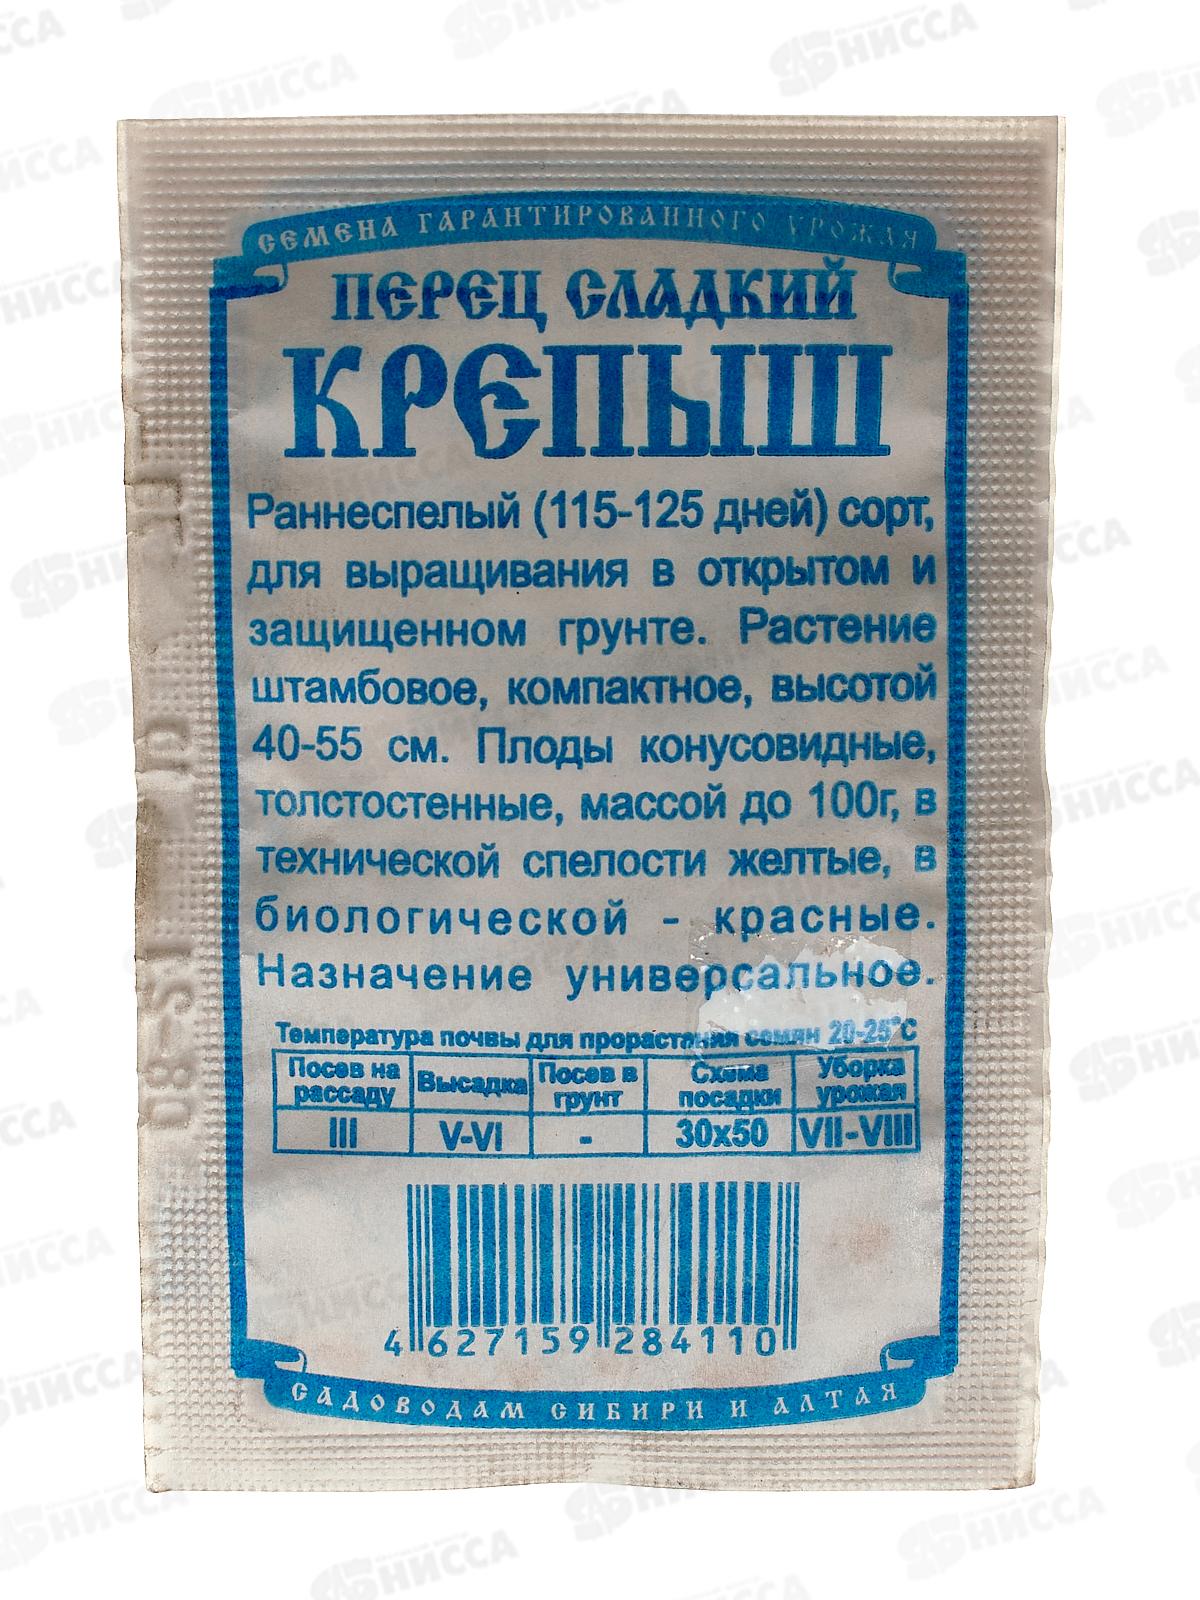 СЕМЕНА ГАРАНТИРОВАННОГО УРОЖАЯ
ПЕРЕЦ СЛАДКИЙ
КРЕПЫШ
Раннеспелый (115-125 дней) сорт,
для выращивания в открытом и
защищенном грунте. Растение
штамбовое, компактное, высотой
40-55 см. Плоды конусовидные,
толстостенные, массой до 100г, в
технической спелости желтые, в
биологической - красные.
Назначение универсальное.
Температура почвы для прорастания семян 20-25°С
Посев на рассаду Высадка Посев в грунт Схема посадки Уборка урожая
III V-VI - 30х50 VII-VIII
4 627159 284110
САДОВОДАМ СИБИРИ И АЛТАЯ
НИССА